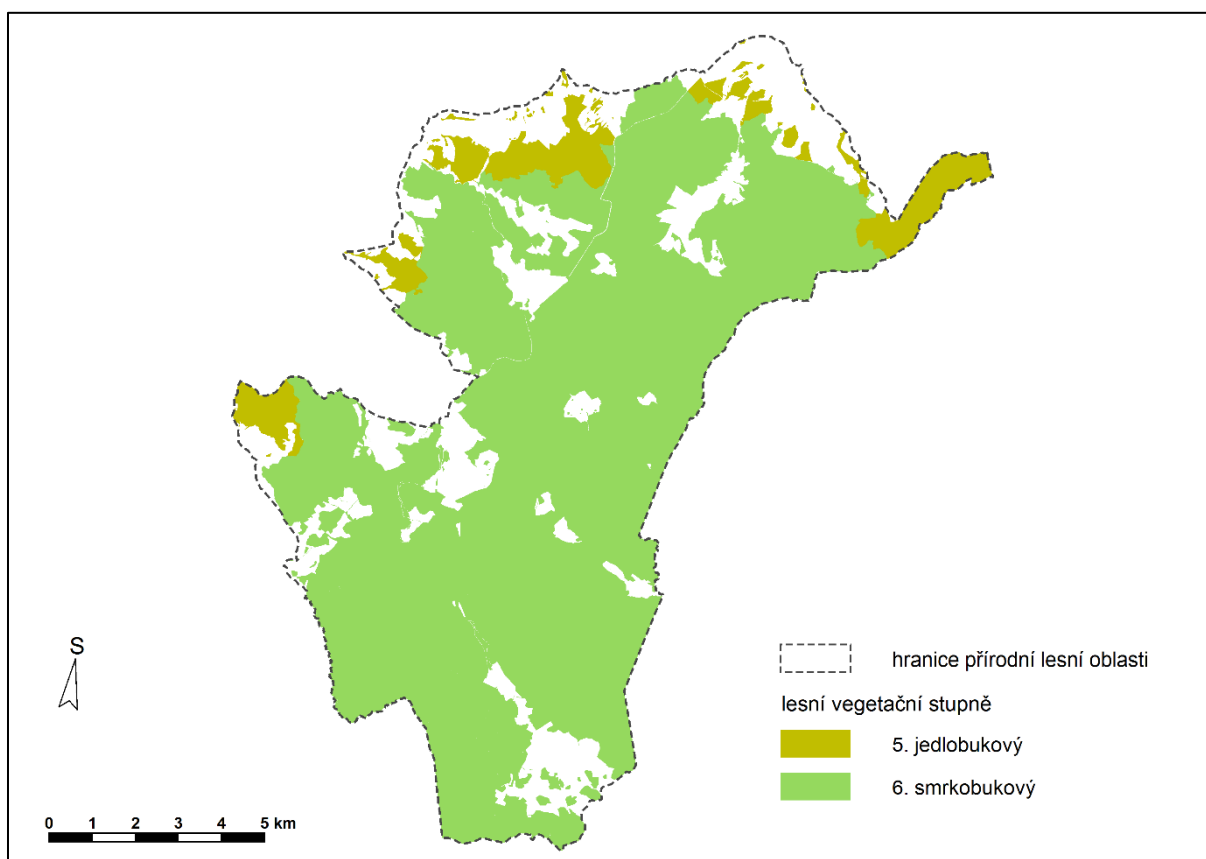 S
hranice přírodní lesní oblasti
lesní vegetační stupně
5. jedlobukový
6. smrkobukový
0 1 2 3 4 5 km